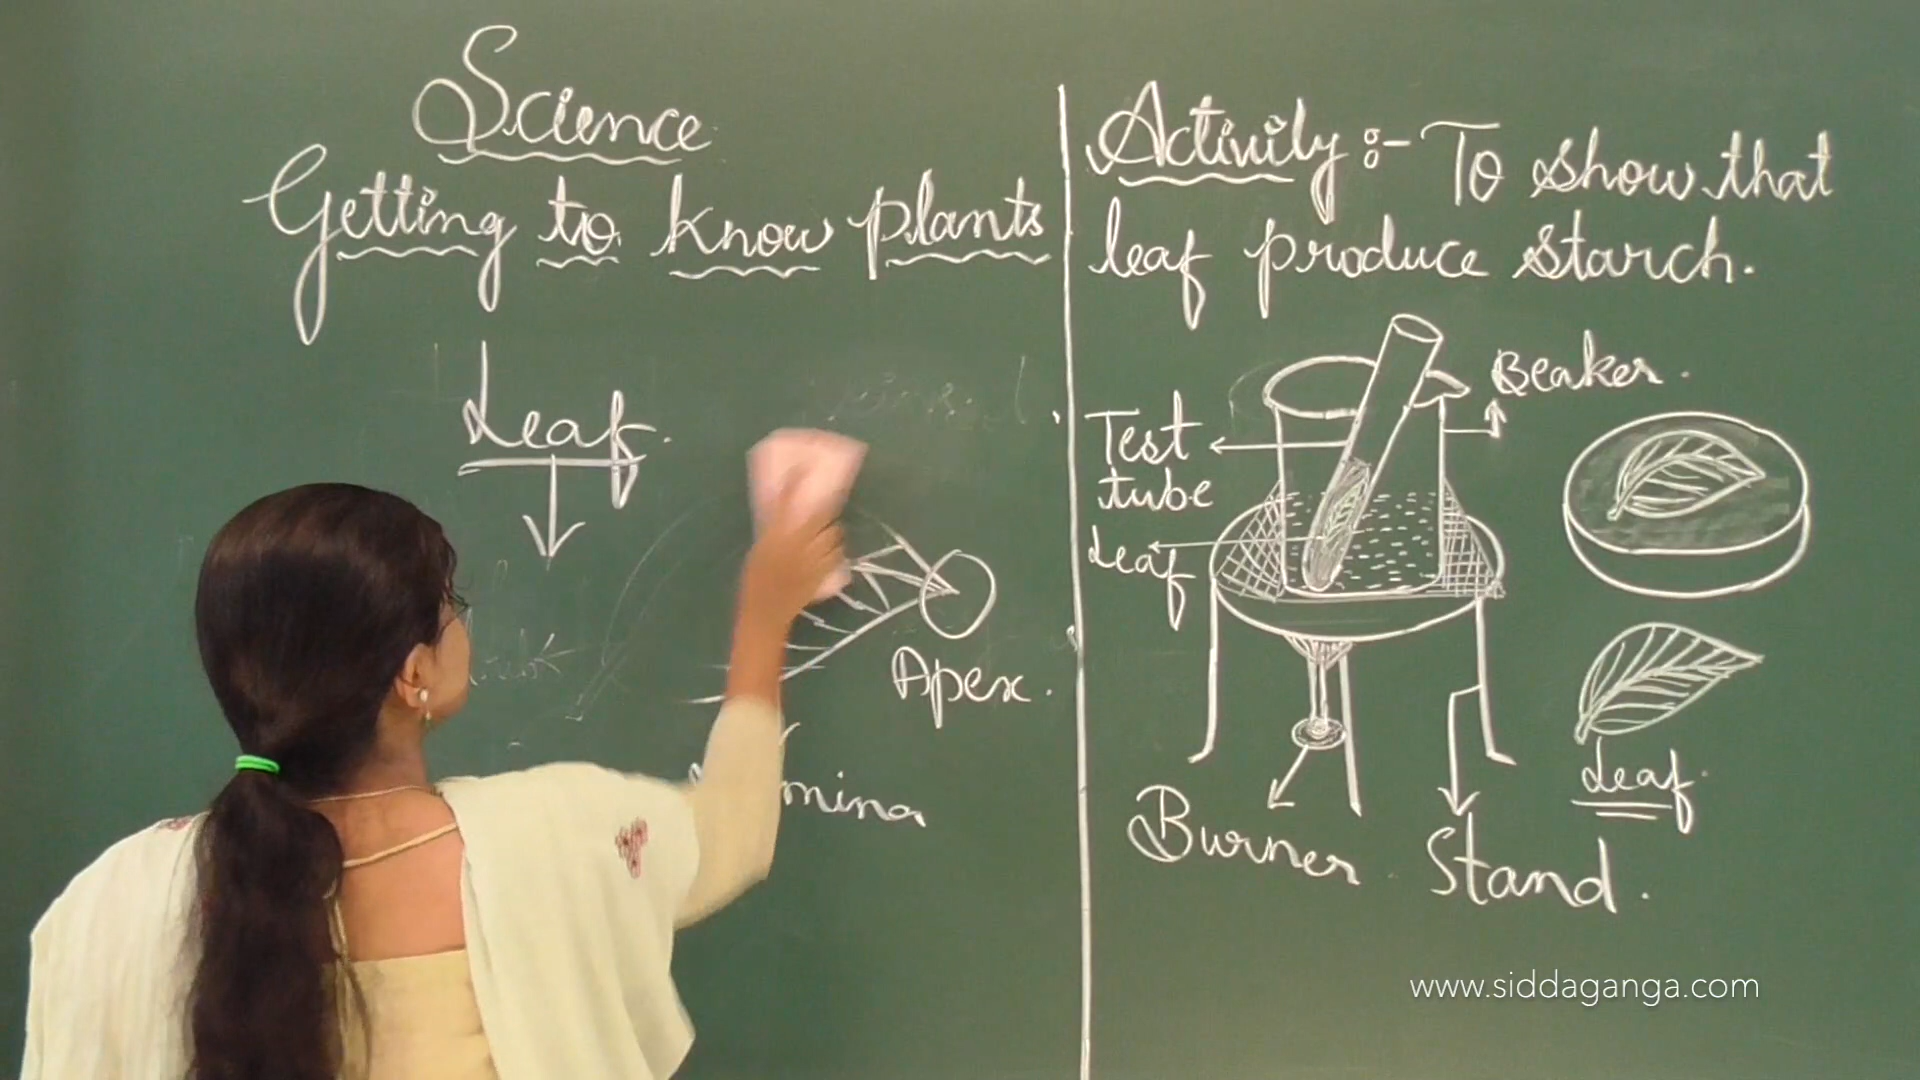 Science
Getting to know plants
Leaf.
Apex.
mina
Activity :- To show that
leaf produce starch.
Beaker.
Test
tube
Leaf
Burner.
Stand.
Leaf.
www.siddaganga.com